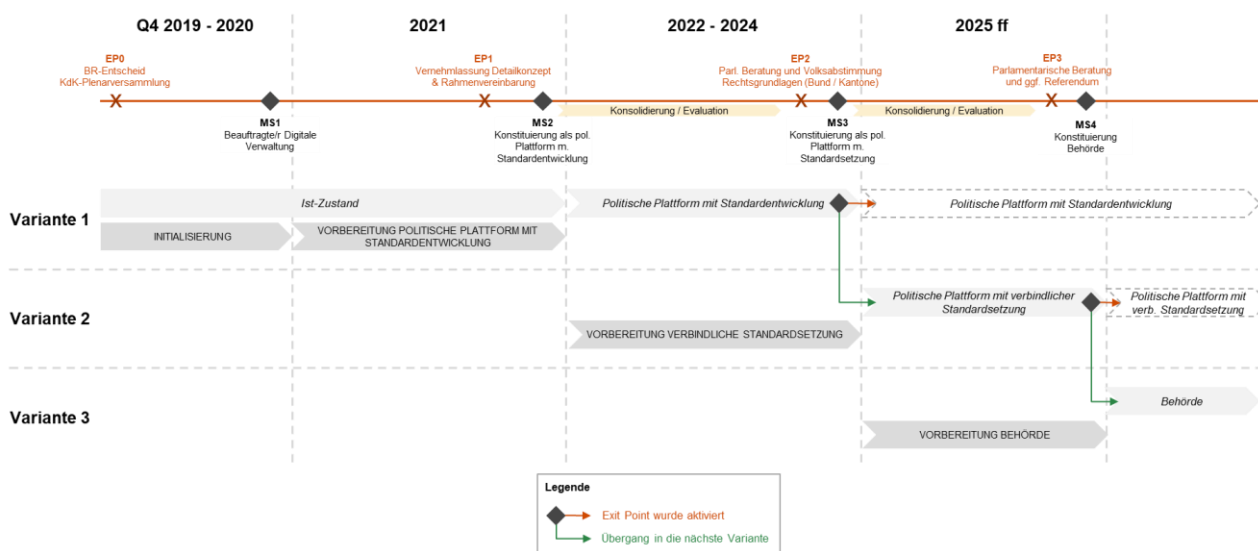 Q4 2019 - 2020
2021
2022 - 2024
2025 ff
EP0
BR-Entscheid
KdK-Plenarversammlung
EP1
Vernehmlassung Detailkonzept
& Rahmenvereinbarung
EP2
Parl. Beratung und Volksabstimmung
Rechtsgrundlagen (Bund / Kantone)
EP3
Parlamentarische Beratung
und ggf. Referendum
Konsolidierung / Evaluation
Konsolidierung / Evaluation
MS1
Beauftragte/r Digitale
Verwaltung
MS2
Konstituierung als pol.
Plattform m.
Standardentwicklung
MS3
Konstituierung als pol.
Plattform m.
Standardsetzung
MS4
Konstituierung
Behörde
Variante 1
Ist-Zustand
Politische Plattform mit Standardentwicklung
Politische Plattform mit Standardentwicklung
INITIALISIERUNG
VORBEREITUNG POLITISCHE PLATTFORM MIT
STANDARDENTWICKLUNG
Variante 2
Politische Plattform mit verbindlicher
Standardsetzung
Politische Plattform mit
verb. Standardsetzung
VORBEREITUNG VERBINDLICHE STANDARDSETZUNG
Variante 3
Behörde
VORBEREITUNG BEHÖRDE
Legende
Exit Point wurde aktiviert
Übergang in die nächste Variante